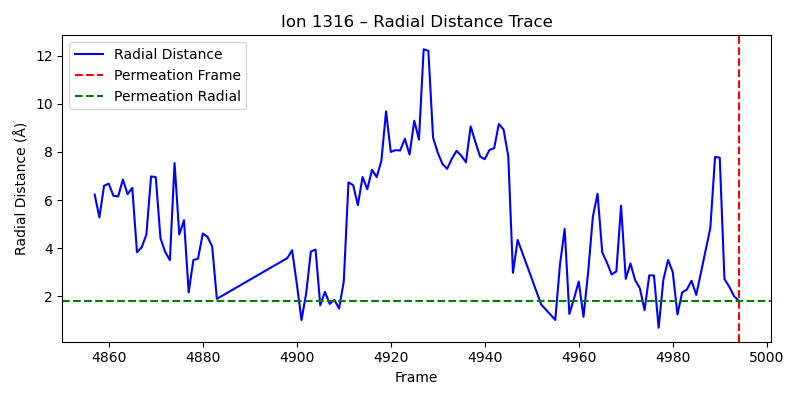 Ion 1316 – Radial Distance Trace
Radial Distance
Permeation Frame
Permeation Radial
Radial Distance (Å)
12
10
8
6
4
2
4860 4880 4900 4920 4940 4960 4980 5000
Frame